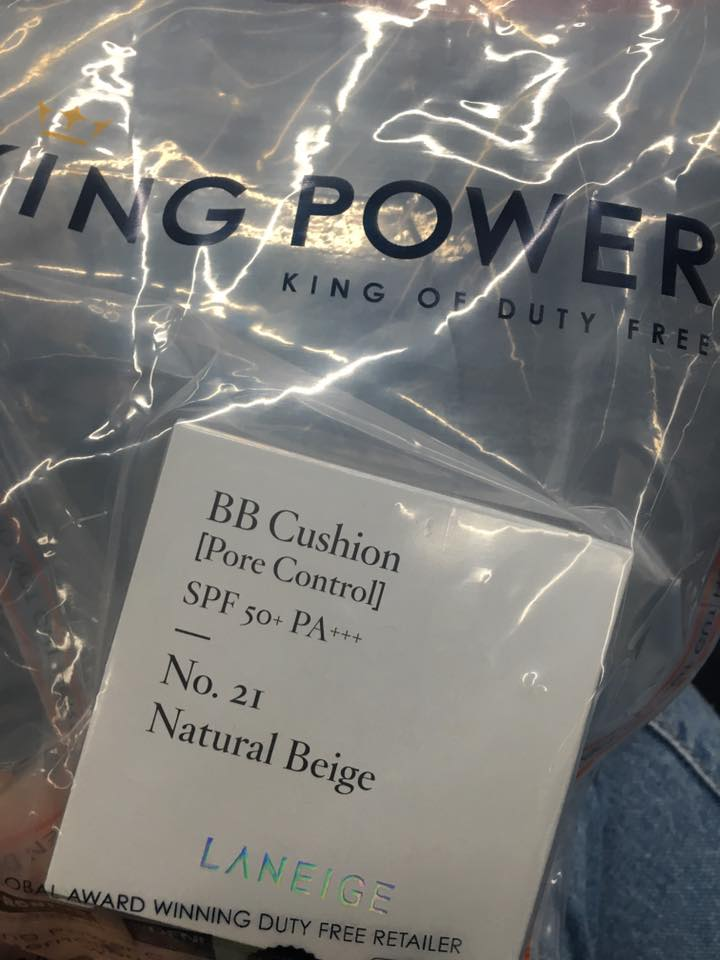 KING POWER
KING OF DUTY FREE
BB Cushion
[Pore Control]
SPF 50+ PA+++
No. 21
Natural Beige
LANEIGE
OBAL AWARD WINNING DUTY FREE RETAILER